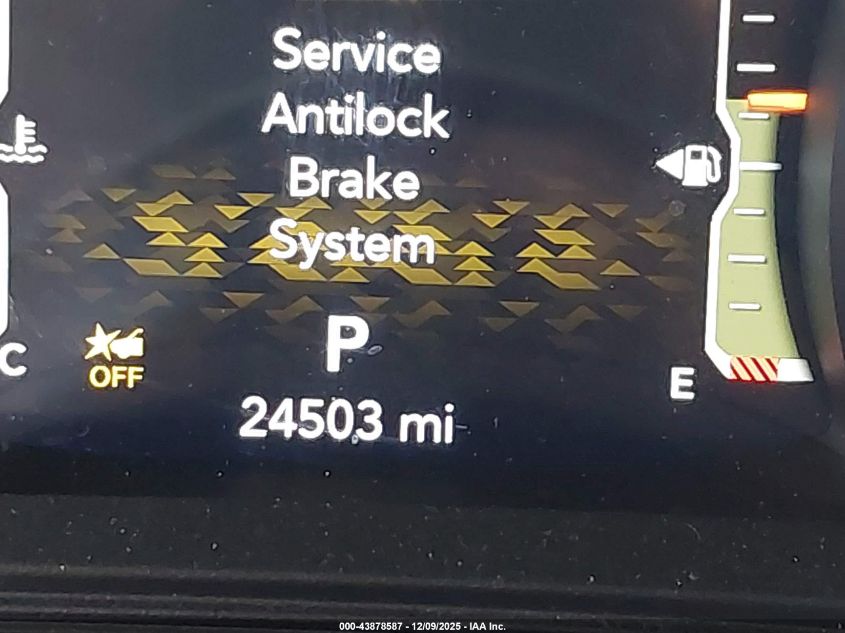 Service
Antilock
Brake
System
P
C
OFF
E
24503 mi
000-43878587 - 12/09/2025 - IAA Inc.